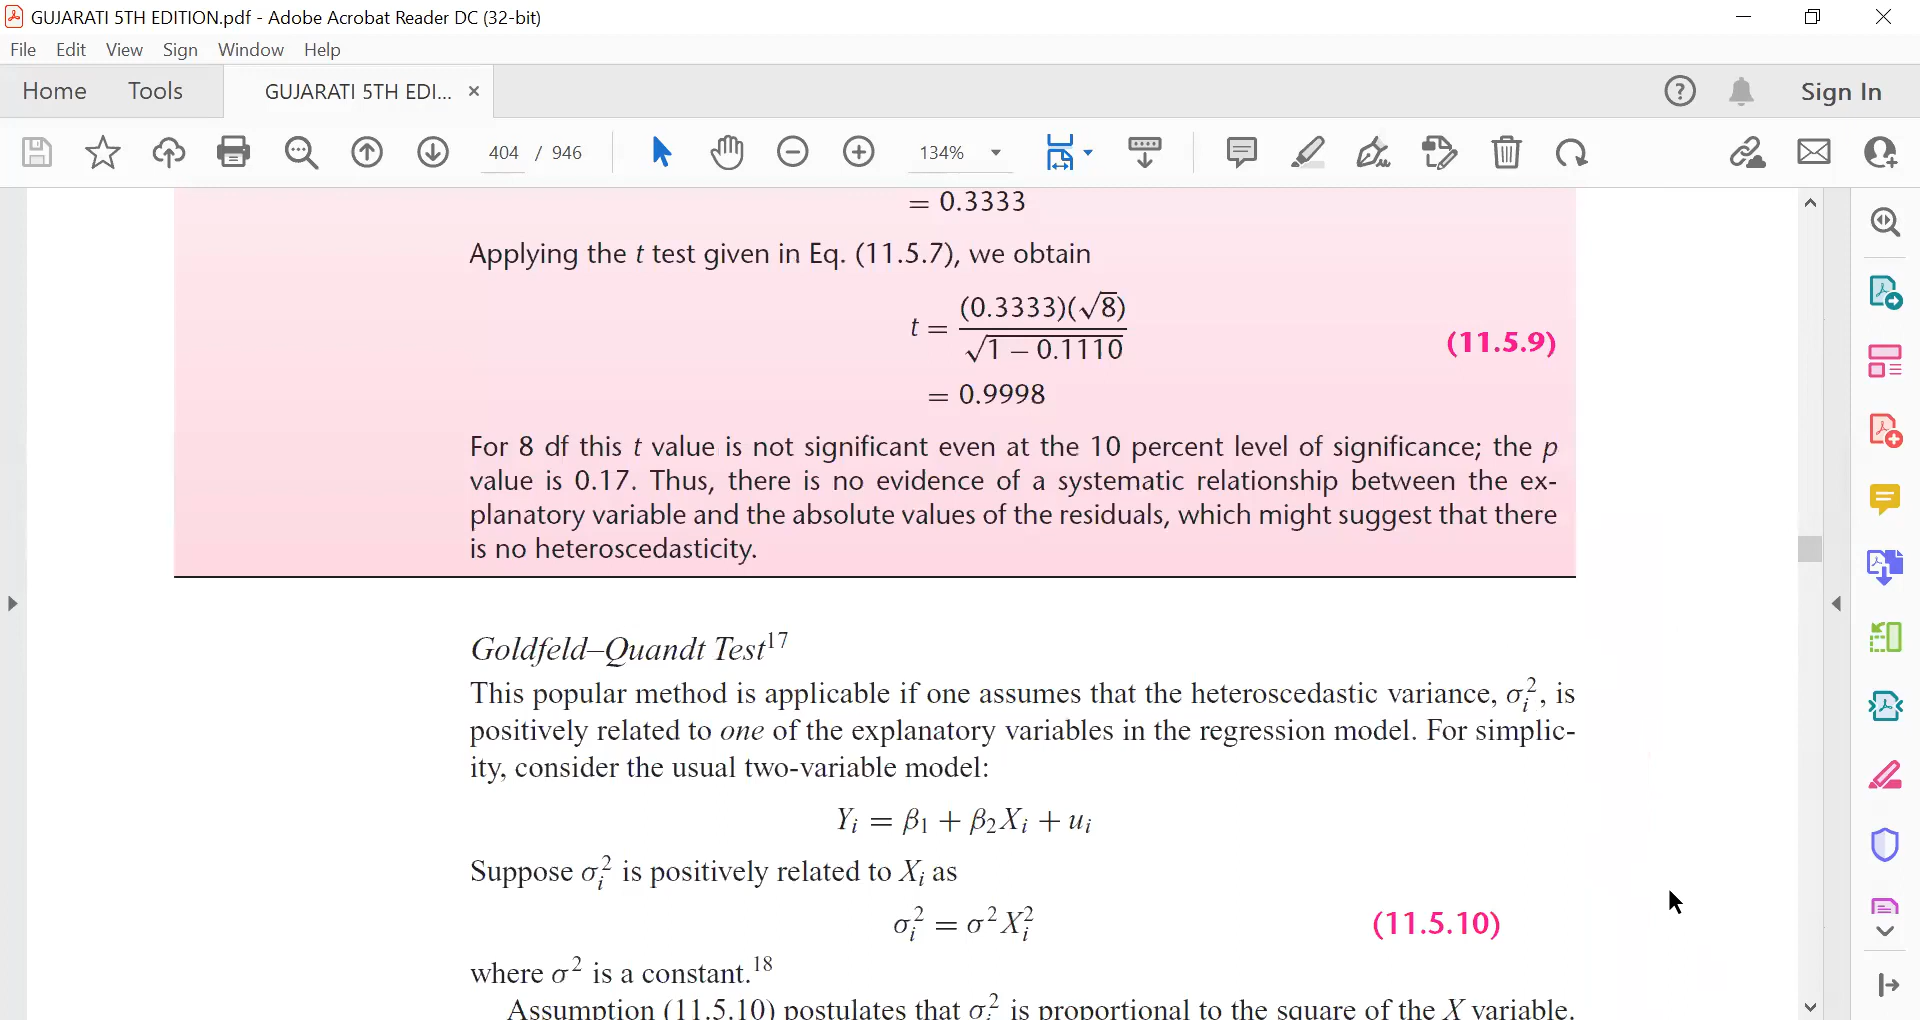 GUJARATI 5TH EDITION.pdf - Adobe Acrobat Reader DC (32-bit)
File Edit View Sign Window Help
Home Tools GUJARATI 5TH EDI... × Sign In
404 / 946 134%
= 0.3333
Applying the t test given in Eq. (11.5.7), we obtain
t = (0.3333)(√8) / √1 − 0.1110 (11.5.9)
= 0.9998
For 8 df this t value is not significant even at the 10 percent level of significance; the p
value is 0.17. Thus, there is no evidence of a systematic relationship between the ex-
planatory variable and the absolute values of the residuals, which might suggest that there
is no heteroscedasticity.
Goldfeld–Quandt Test¹⁷
This popular method is applicable if one assumes that the heteroscedastic variance, σᵢ², is
positively related to one of the explanatory variables in the regression model. For simplic-
ity, consider the usual two-variable model:
Yᵢ = β₁ + β₂Xᵢ + uᵢ
Suppose σᵢ² is positively related to Xᵢ as
σᵢ² = σ²Xᵢ² (11.5.10)
where σ² is a constant.¹⁸
Assumption (11.5.10) postulates that σᵢ² is proportional to the square of the X variable.